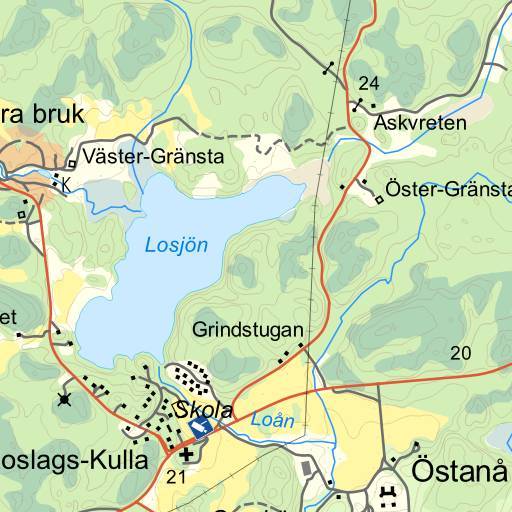 24
ra bruk
Askvreten
Väster-Gränsta
K
Öster-Gränsta
Losjön
et
Grindstugan
20
Skola
Loån
oslags-Kulla
21
Östanå